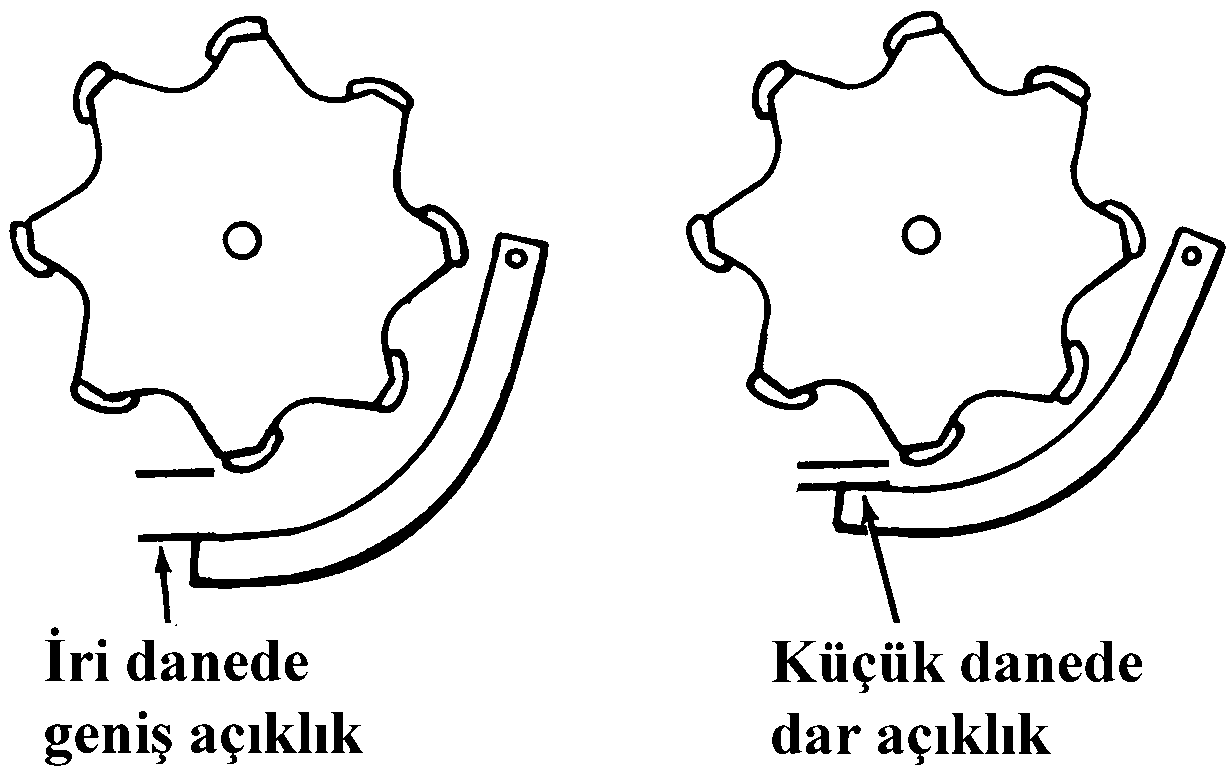 İri danede
geniş açıklık
Küçük danede
dar açıklık